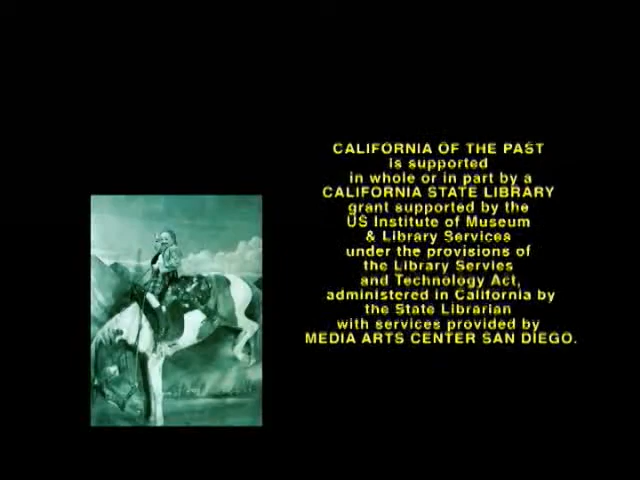 CALIFORNIA OF THE PAST
is supported
in whole or in part by a
CALIFORNIA STATE LIBRARY
grant supported by the
US Institute of Museum
& Library Services
under the provisions of
the Library Servies
and Technology Act,
administered in California by
the State Librarian
with services provided by
MEDIA ARTS CENTER SAN DIEGO.